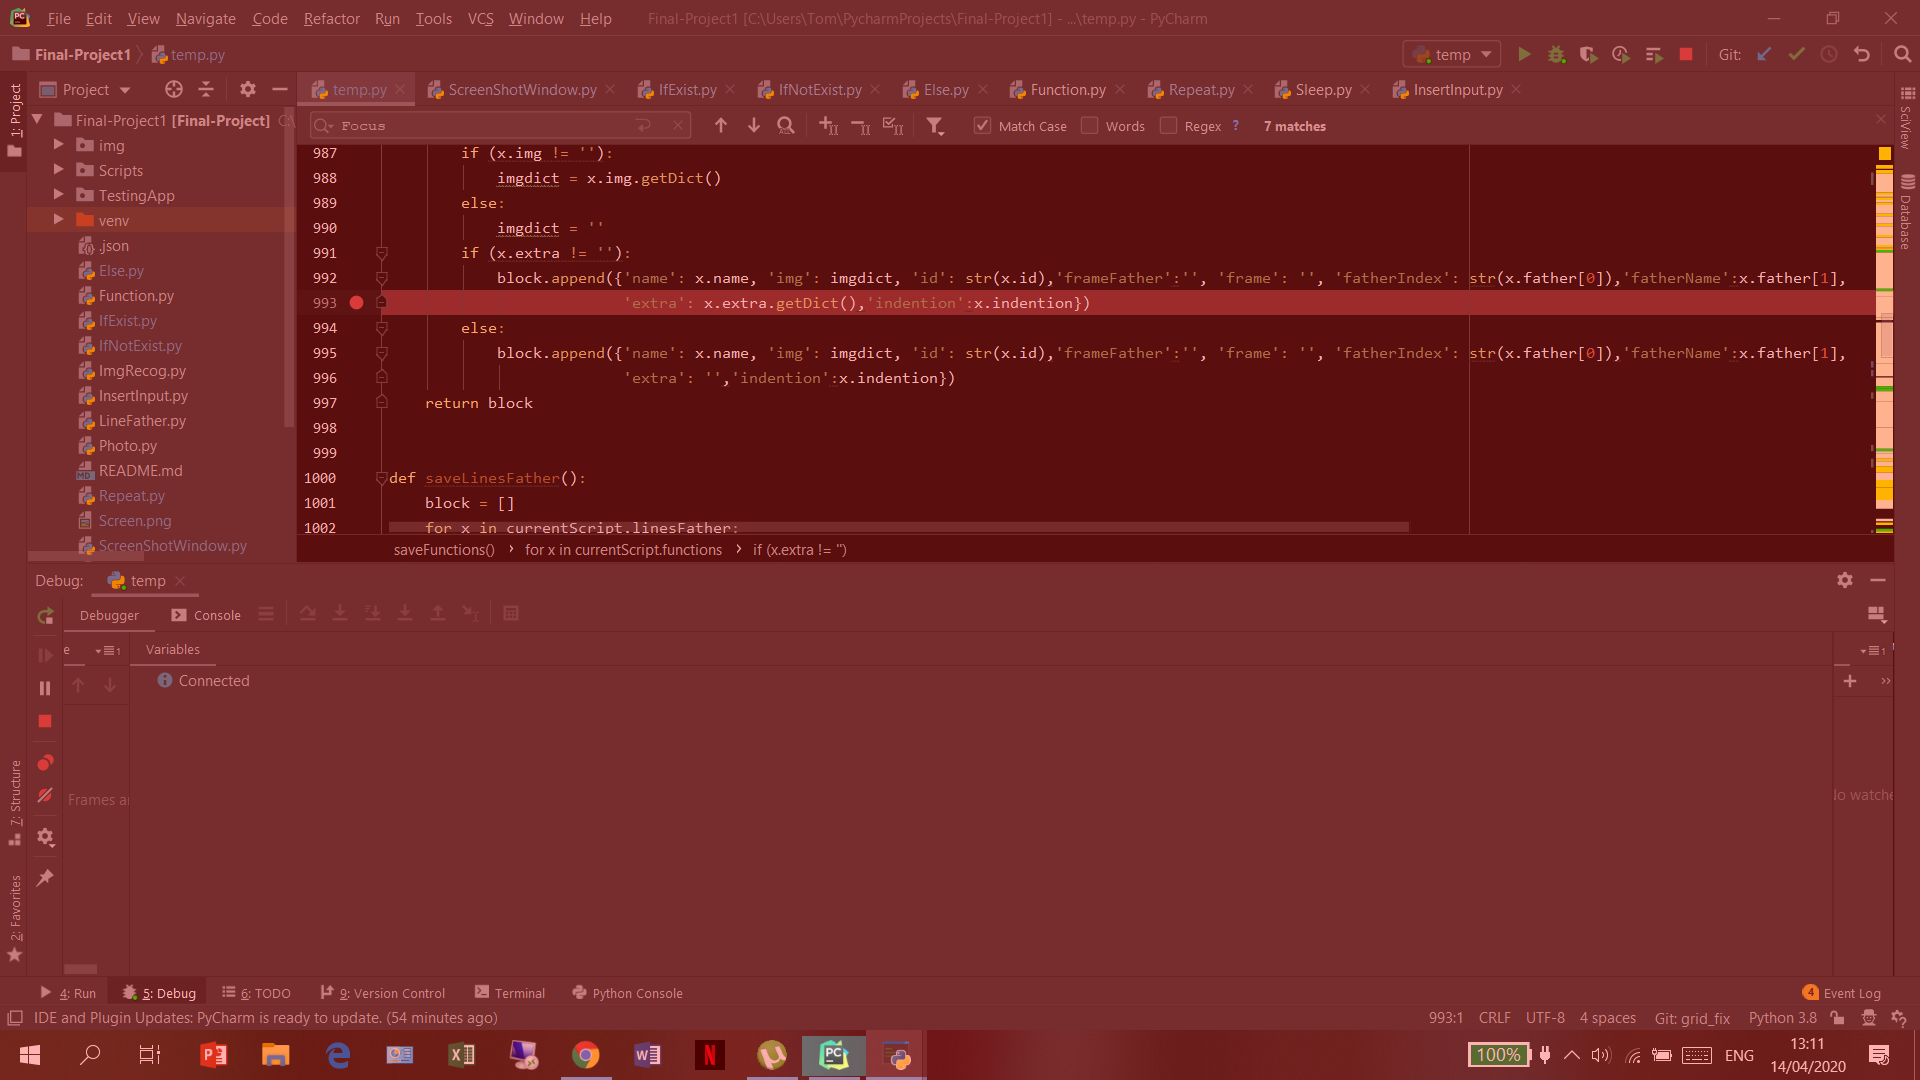 File Edit View Navigate Code Refactor Run Tools VCS Window Help Final-Project1 [C:\Users\Tom\PycharmProjects\Final-Project1] - ...\temp.py - PyCharm
Final-Project1 temp.py temp Git:
1: Project
Project
temp.py ScreenShotWindow.py IfExist.py IfNotExist.py Else.py Function.py Repeat.py Sleep.py InsertInput.py
Focus Match Case Words Regex ? 7 matches
Final-Project1 [Final-Project] C:\
img
Scripts
TestingApp
venv
.json
Else.py
Function.py
IfExist.py
IfNotExist.py
ImgRecog.py
InsertInput.py
LineFather.py
Photo.py
README.md
Repeat.py
Screen.png
ScreenShotWindow.py
987 if (x.img != ''):
988 imgdict = x.img.getDict()
989 else:
990 imgdict = ''
991 if (x.extra != ''):
992 block.append({'name': x.name, 'img': imgdict, 'id': str(x.id),'frameFather':'', 'frame': '', 'fatherIndex': str(x.father[0]),'fatherName':x.father[1],
993 'extra': x.extra.getDict(),'indention':x.indention})
994 else:
995 block.append({'name': x.name, 'img': imgdict, 'id': str(x.id),'frameFather':'', 'frame': '', 'fatherIndex': str(x.father[0]),'fatherName':x.father[1],
996 'extra': '','indention':x.indention})
997 return block
998
999
1000 def saveLinesFather():
1001 block = []
1002 for x in currentScript.linesFather:
saveFunctions() › for x in currentScript.functions › if (x.extra != '')
SciView
Database
Debug: temp
Debugger Console
e 1 Variables 1
Connected
Frames a
lo watche
7: Structure
2: Favorites
4: Run 5: Debug 6: TODO 9: Version Control Terminal Python Console 4 Event Log
IDE and Plugin Updates: PyCharm is ready to update. (54 minutes ago) 993:1 CRLF UTF-8 4 spaces Git: grid_fix Python 3.8
100% ENG 13:11
14/04/2020